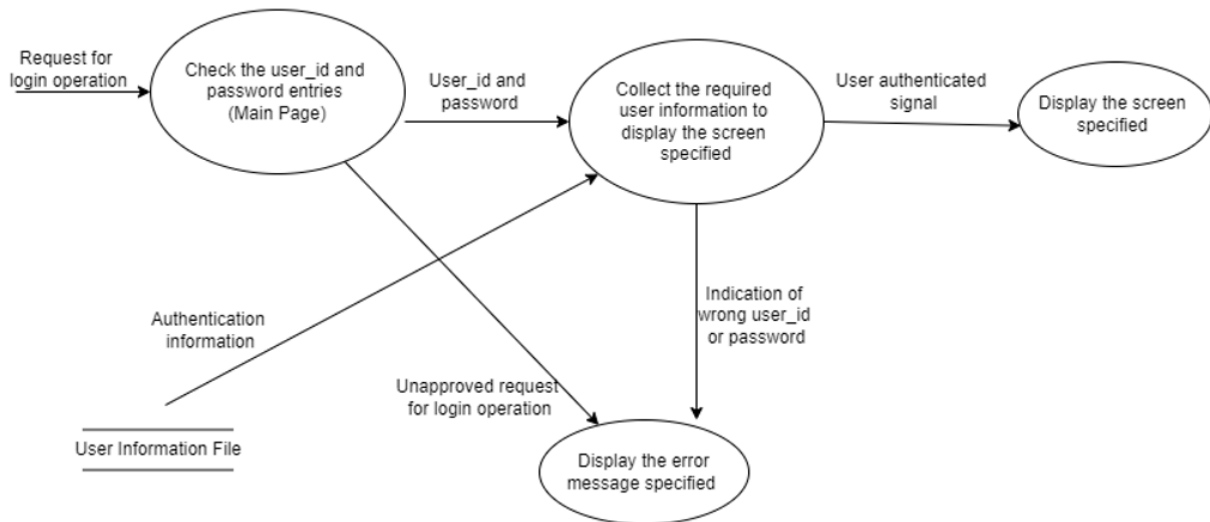 Request for
login operation
Check the user_id and
password entries
(Main Page)
User_id and
password
Collect the required
user information to
display the screen
specified
User authenticated
signal
Display the screen
specified
Authentication
information
Indication of
wrong user_id
or password
Unapproved request
for login operation
User Information File
Display the error
message specified